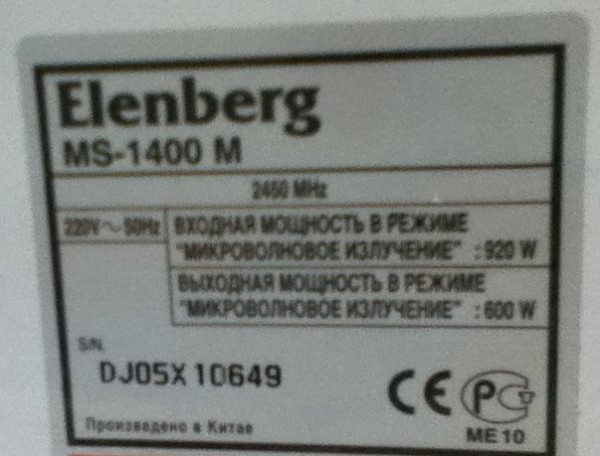 Elenberg
MS-1400 M
2450 MHz
220V~50Hz
ВХОДНАЯ МОЩНОСТЬ В РЕЖИМЕ
"МИКРОВОЛНОВОЕ ИЗЛУЧЕНИЕ" : 920 W
ВЫХОДНАЯ МОЩНОСТЬ В РЕЖИМЕ
"МИКРОВОЛНОВОЕ ИЗЛУЧЕНИЕ" : 600 W
S/N.
DJ05X10649
CE РС
ME10
Произведено в Китае